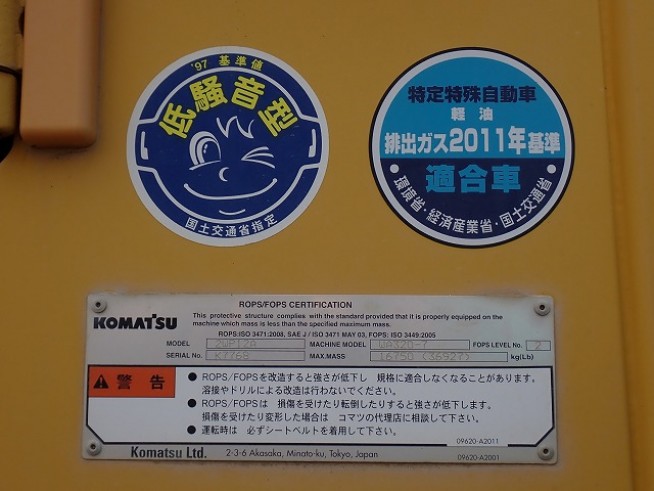 '97 基準値
低騒音型
国土交通省指定
特定特殊自動車
軽油
排出ガス2011年基準
適合車
・環境省・経済産業省・国土交通省・
KOMATSU
ROPS/FOPS CERTIFICATION
This protective structure complies with the standard provided that it is properly equipped on the
machine which mass is less than the specified maximum mass.
ROPS:ISO 3471:2008, SAE J / ISO 3471 MAY 03, FOPS: ISO 3449:2005
MODEL 2WP12A MACHINE MODEL WA320-7 FOPS LEVEL No. 2
SERIAL No. K7768 MAX.MASS 16750 (36927) kg(Lb)
警告
● ROPS/FOPSを改造すると強さが低下し 規格に適合しなくなることがあります。
溶接やドリルによる改造は行わないでください。
● ROPS/FOPSは 損傷を受けたり転倒したりすると強さが低下します。
損傷を受けたり変形した場合は コマツの代理店に相談して下さい。
● 運転時は 必ずシートベルトを着用して下さい。
09620-A2011
Komatsu Ltd. 2-3-6 Akasaka, Minato-ku, Tokyo, Japan 09620-A2001